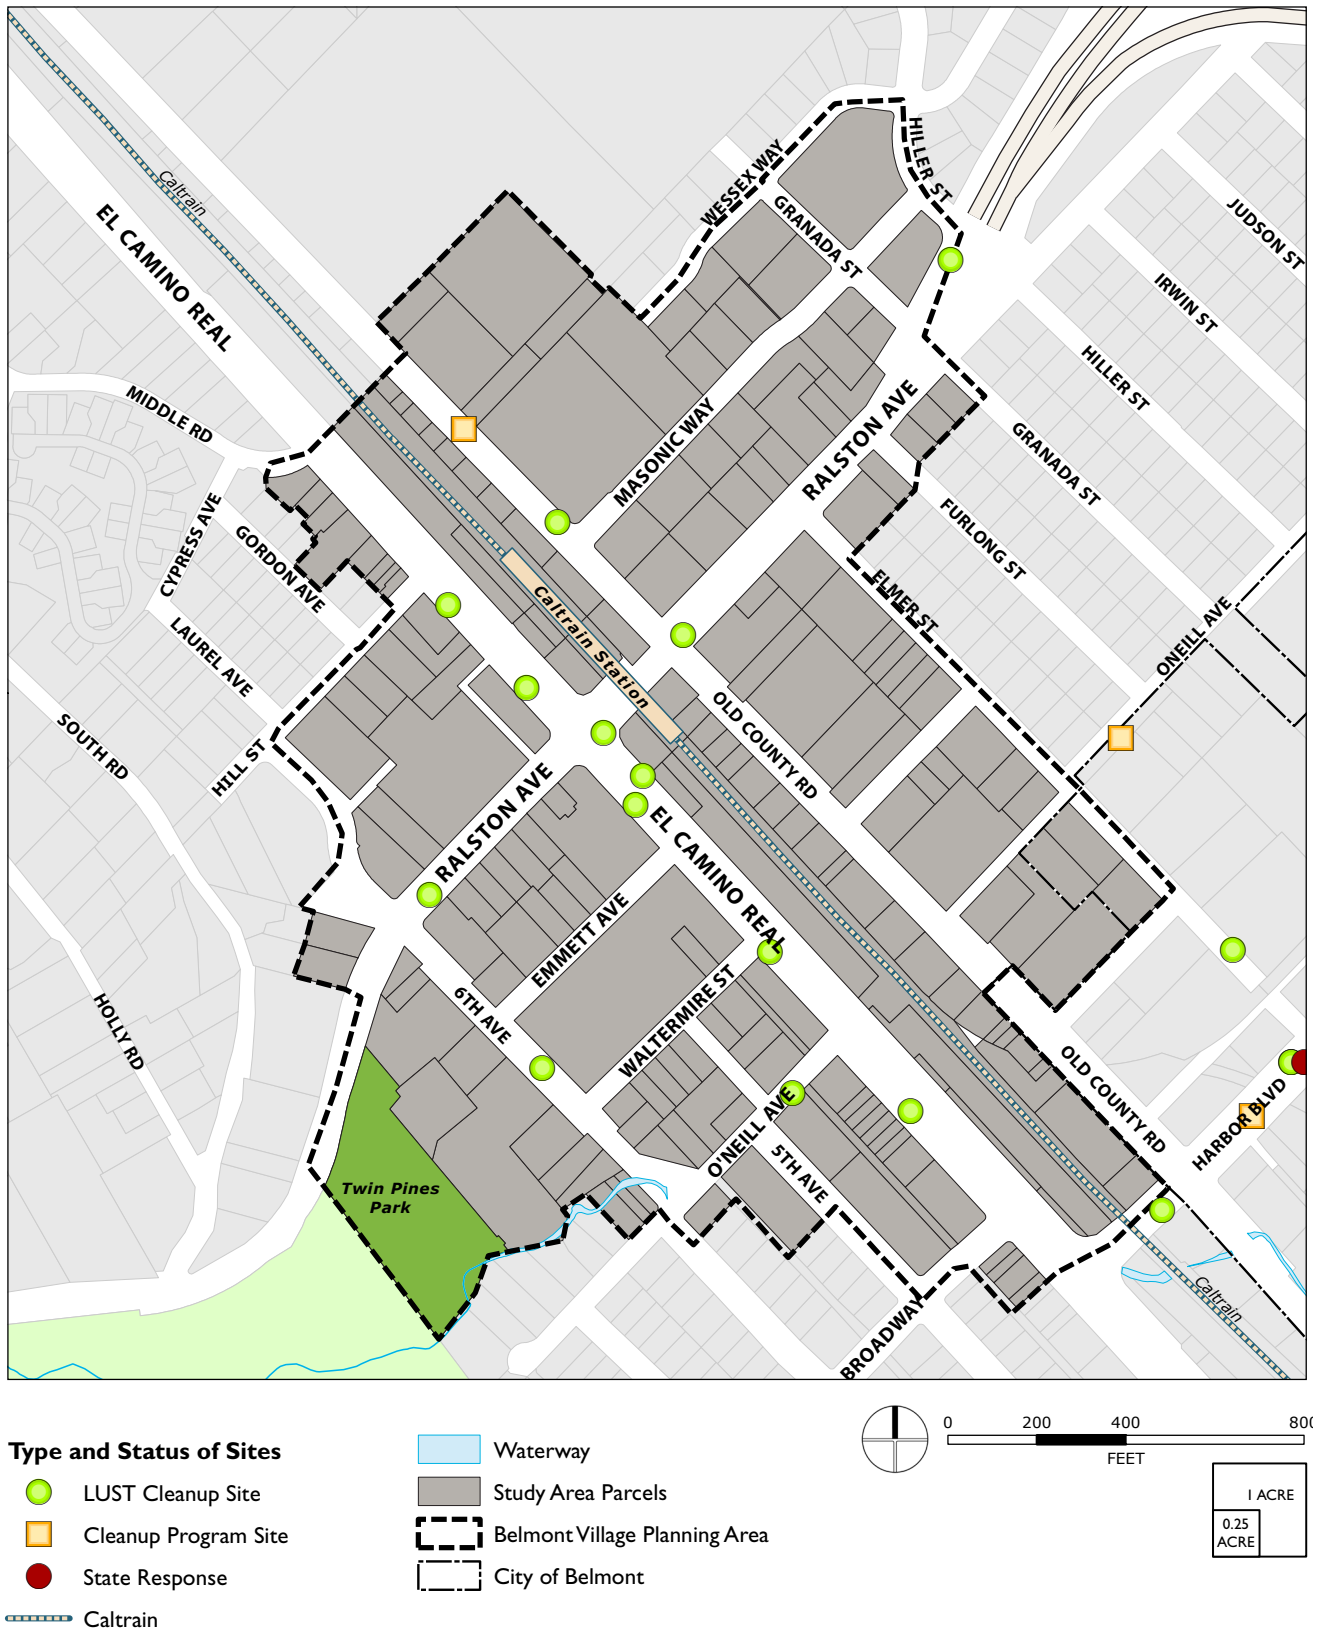 HILLER ST
WESSEX WAY
Caltrain
GRANADA ST
JUDSON ST
EL CAMINO REAL
IRWIN ST
HILLER ST
MIDDLE RD
RALSTON AVE
MASONIC WAY
GRANADA ST
CYPRESS AVE
GORDON AVE
FURLONG ST
Caltrain Station
ELMER ST
ONEILL AVE
LAUREL AVE
OLD COUNTY RD
SOUTH RD
HILL ST
RALSTON AVE
EL CAMINO REAL
EMMETT AVE
WALTERMIRE ST
6TH AVE
HOLLY RD
OLD COUNTY RD
HARBOR BLVD
O'NEILL AVE
5TH AVE
Twin Pines
Park
Caltrain
BROADWAY
0 200 400 800
FEET
1 ACRE
0.25
ACRE
Type and Status of Sites
LUST Cleanup Site
Cleanup Program Site
State Response
Caltrain
Waterway
Study Area Parcels
Belmont Village Planning Area
City of Belmont